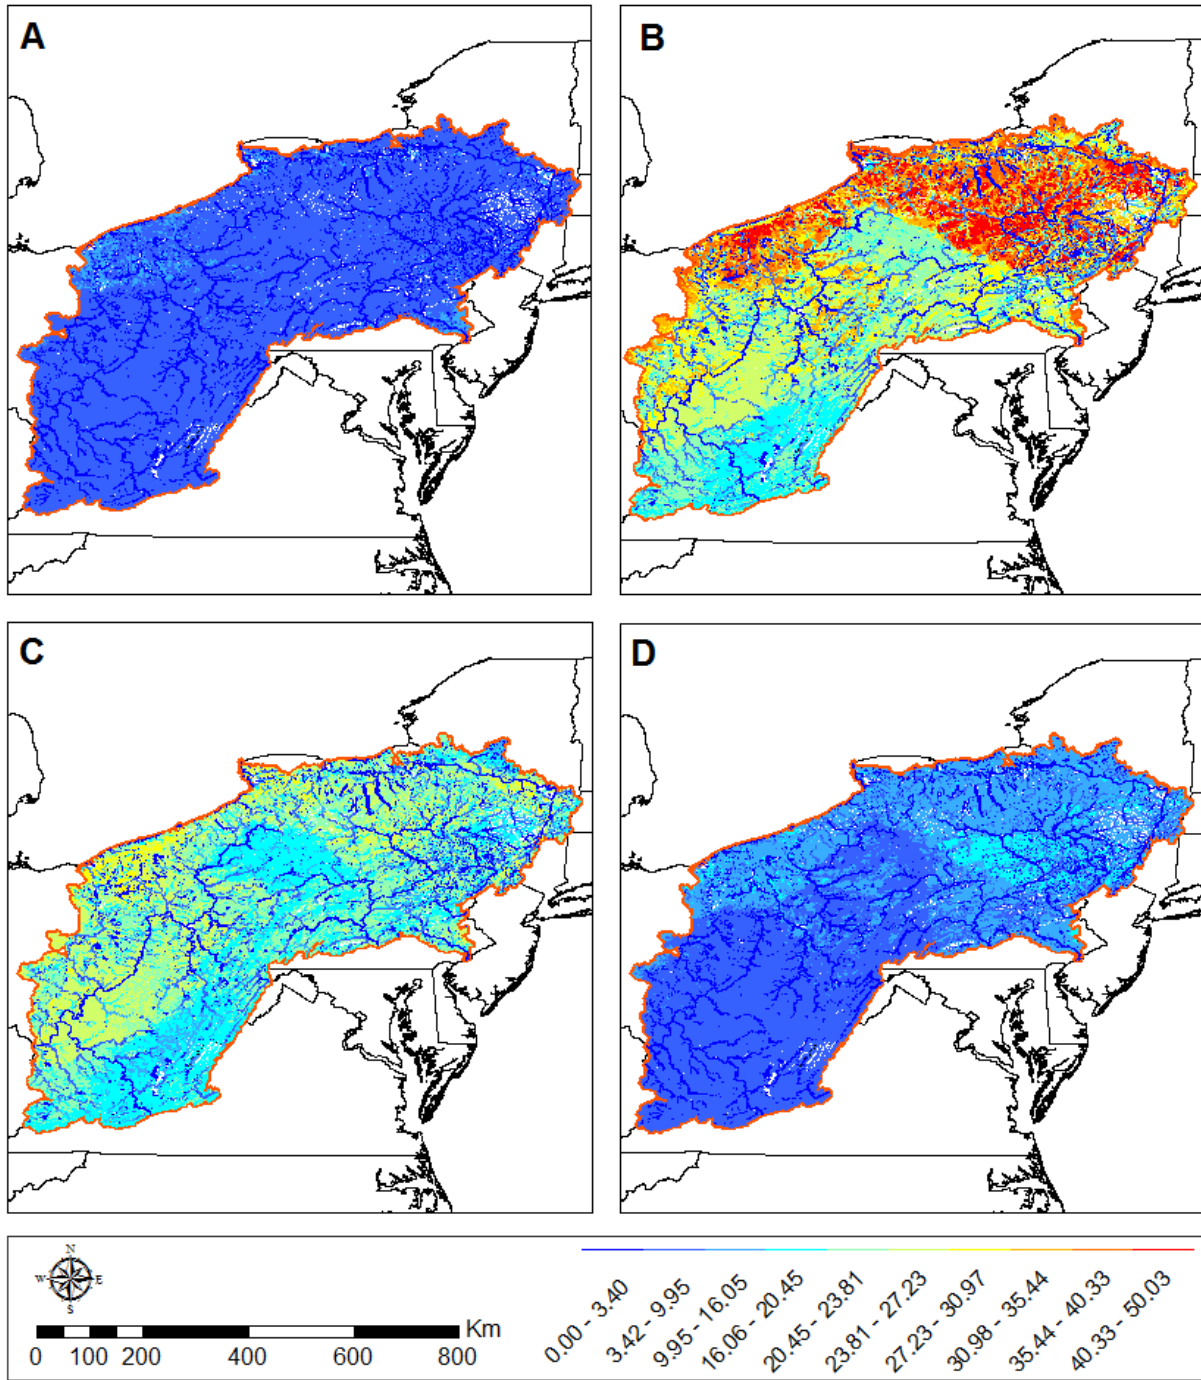 A
B
C
D
N
W E
S
Km
0 100 200 400 600 800
0.00 - 3.40
3.42 - 9.95
9.95 - 16.05
16.06 - 20.45
20.45 - 23.81
23.81 - 27.23
27.23 - 30.97
30.98 - 35.44
35.44 - 40.33
40.33 - 50.03